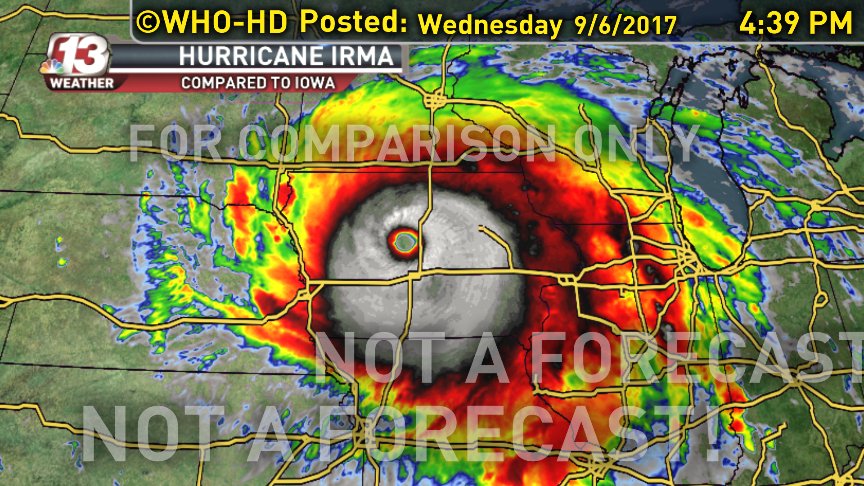 ©WHO-HD Posted: Wednesday 9/6/2017 4:39 PM
13
WEATHER
HURRICANE IRMA
COMPARED TO IOWA
FOR COMPARISON ONLY
NOT A FORECAST
NOT A FORECAST!